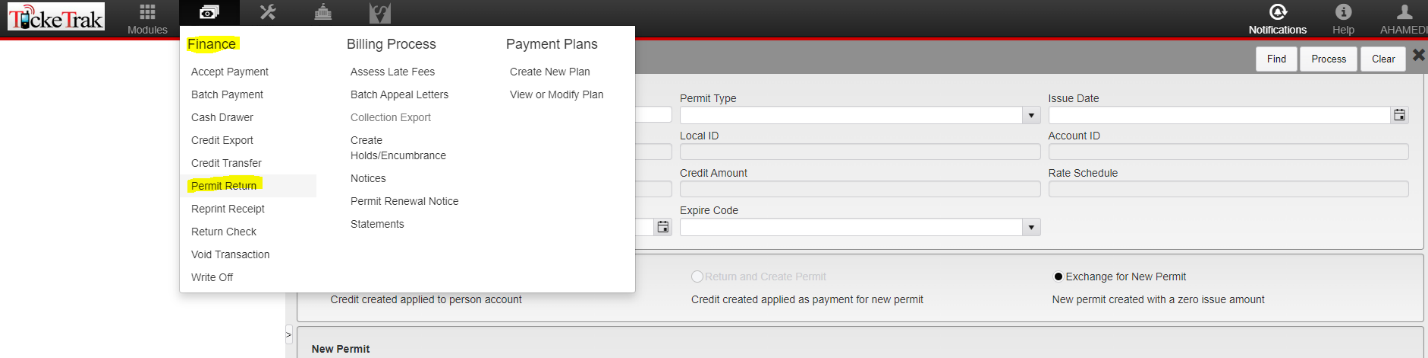 TickeTrak
Modules
Notifications
Help
AHAMEDI
Finance
Accept Payment
Batch Payment
Cash Drawer
Credit Export
Credit Transfer
Permit Return
Reprint Receipt
Return Check
Void Transaction
Write Off
Billing Process
Assess Late Fees
Batch Appeal Letters
Collection Export
Create
Holds/Encumbrance
Notices
Permit Renewal Notice
Statements
Payment Plans
Create New Plan
View or Modify Plan
Find
Process
Clear
Permit Type
Issue Date
Local ID
Account ID
Credit Amount
Rate Schedule
Expire Code
Return and Create Permit
Exchange for New Permit
Credit created applied to person account
Credit created applied as payment for new permit
New permit created with a zero issue amount
>
New Permit